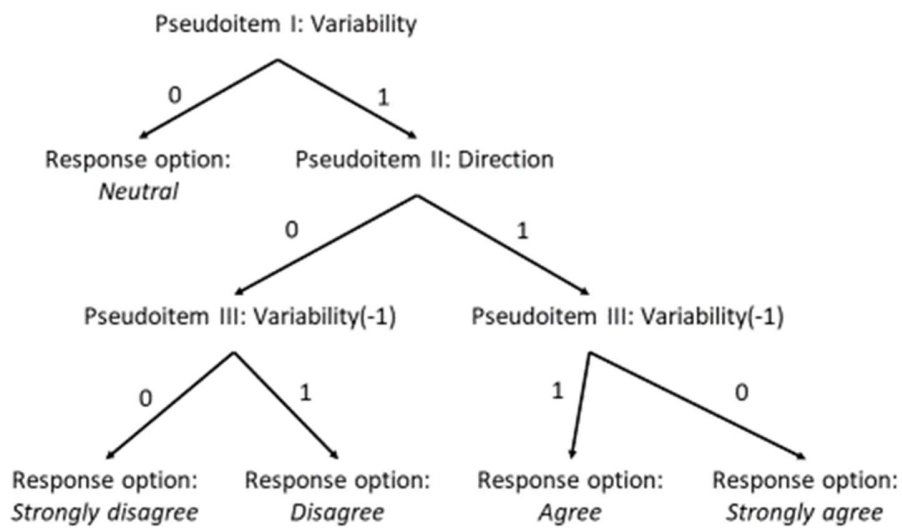 Pseudoitem I: Variability
0
1
Response option:
Neutral
Pseudoitem II: Direction
0
1
Pseudoitem III: Variability(-1)
Pseudoitem III: Variability(-1)
0
1
1
0
Response option:
Strongly disagree
Response option:
Disagree
Response option:
Agree
Response option:
Strongly agree